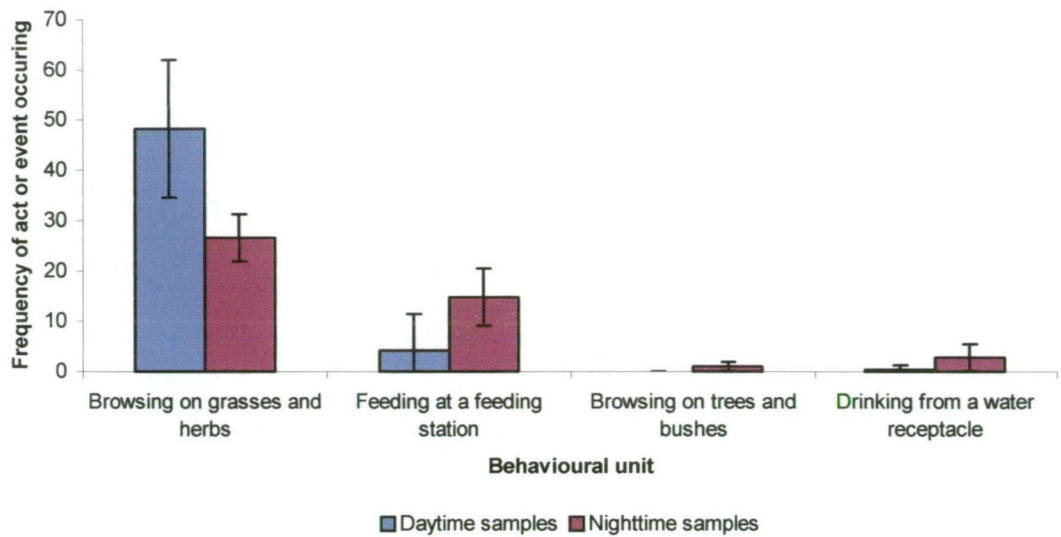 Frequency of act or event occuring
70
60
50
40
30
20
10
0
Browsing on grasses and
herbs
Feeding at a feeding
station
Browsing on trees and
bushes
Drinking from a water
receptacle
Behavioural unit
Daytime samples
Nighttime samples